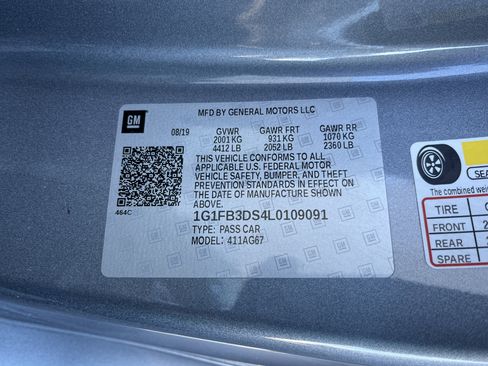 GM
MFD BY GENERAL MOTORS LLC
08/19 GVWR GAWR FRT GAWR RR
2001 KG 931 KG 1070 KG
4412 LB 2052 LB 2360 LB
THIS VEHICLE CONFORMS TO ALL
APPLICABLE U.S. FEDERAL MOTOR
VEHICLE SAFETY, BUMPER, AND THEFT
PREVENTION STANDARDS IN EFFECT ON
THE DATE OF MANUFACTURE SHOWN
ABOVE.
464C
1G1FB3DS4L0109091
TYPE: PASS CAR
MODEL: 411AG67
The combined
TIRE
FRONT
REAR
SPARE